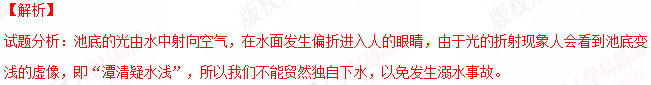 【解析】
试题分析：池底的光由水中射向空气，在水面发生偏折进入人的眼睛，由于光的折射现象人会看到池底变
浅的虚像，即“潭清疑水浅”，所以我们不能贸然独自下水，以免发生溺水事故。